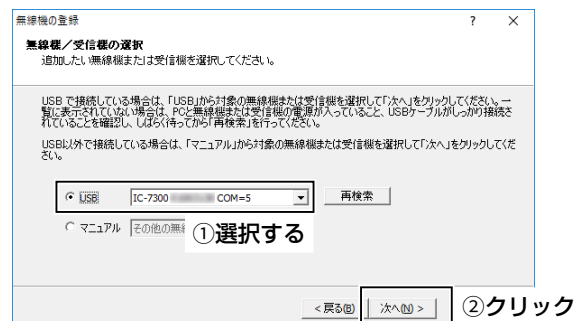 無線機の登録 ? ×
無線機／受信機の選択
追加したい無線機または受信機を選択してください。
USB で接続している場合は、「USB」から対象の無線機または受信機を選択して「次へ」をクリックしてください。一
覧に表示されていない場合は、PCと無線機または受信機の電源が入っていること、USBケーブルがしっかり接続さ
れていることを確認し、しばらく待ってから「再検索」を行ってください。
USB以外で接続している場合は、「マニュアル」から対象の無線機または受信機を選択して「次へ」をクリックしてくだ
さい。
USB IC-7300 COM=5 再検索
マニュアル その他の無
①選択する
< 戻る(B) 次へ(N) > ②クリック